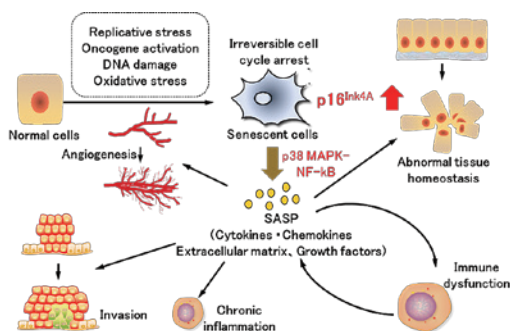 Replicative stress
Oncogene activation
DNA damage
Oxidative stress
Irreversible cell
cycle arrest
p16Ink4A
Normal cells
Senescent cells
Angiogenesis
p38 MAPK-
NF-kB
Abnormal tissue
homeostasis
SASP
(Cytokines・Chemokines
Extracellular matrix、Growth factors)
Immune
dysfunction
Invasion
Chronic
inflammation